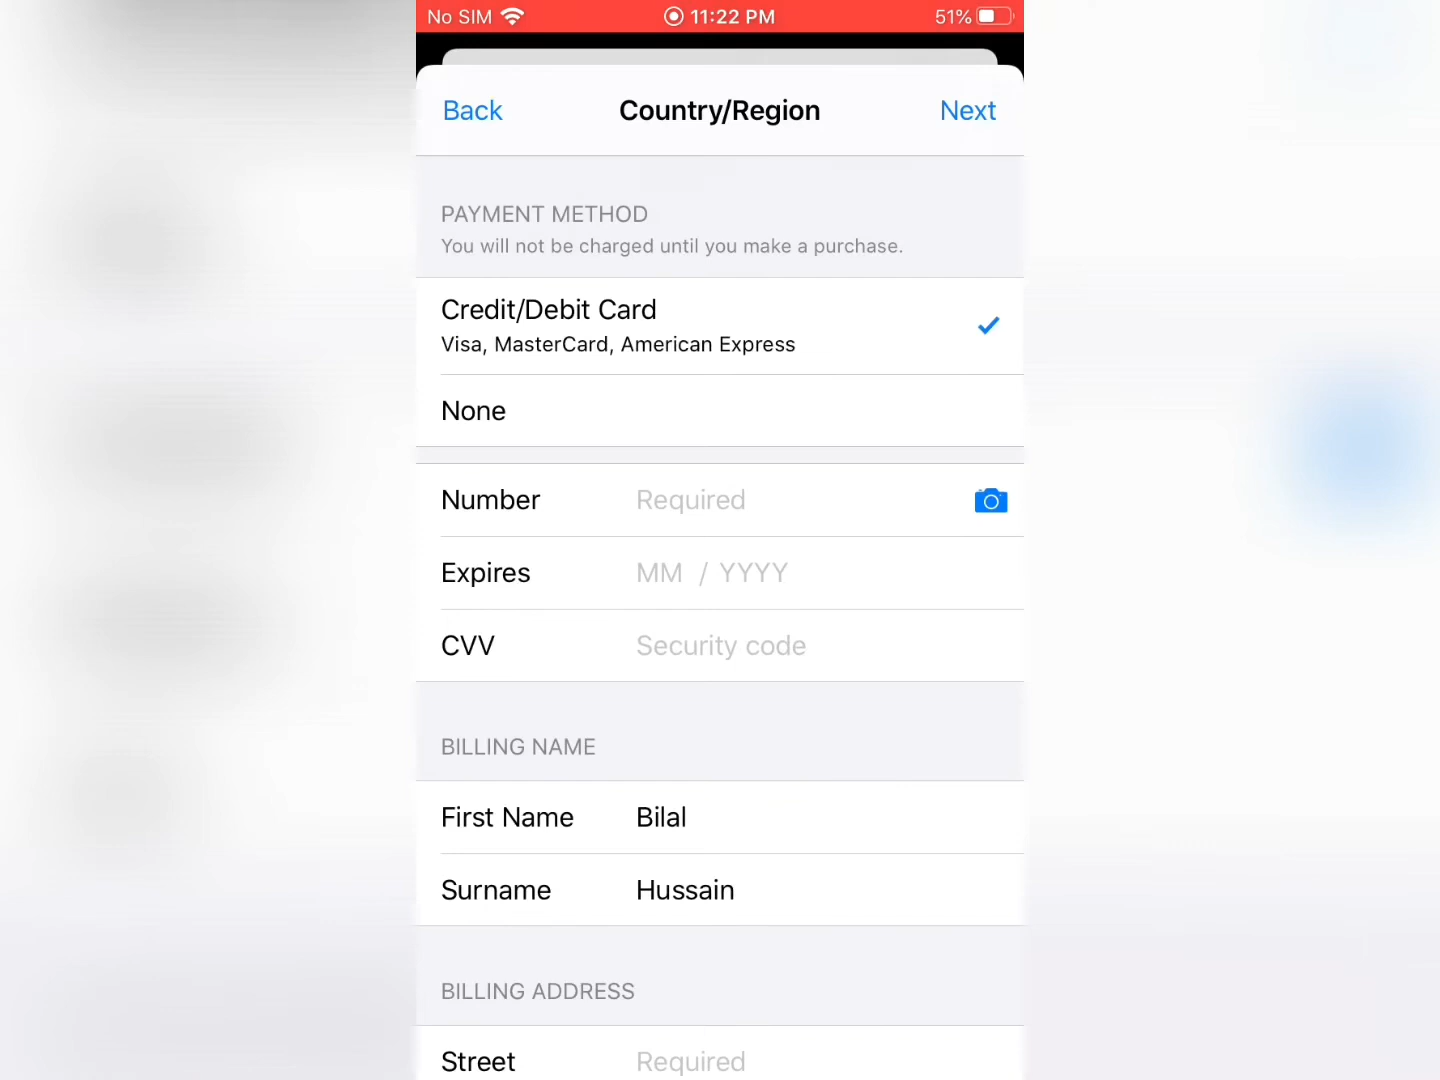 No SIM 11:22 PM 51%
Back Country/Region Next
PAYMENT METHOD
You will not be charged until you make a purchase.
Credit/Debit Card
Visa, MasterCard, American Express
None
Number Required
Expires MM / YYYY
CVV Security code
BILLING NAME
First Name Bilal
Surname Hussain
BILLING ADDRESS
Street Required